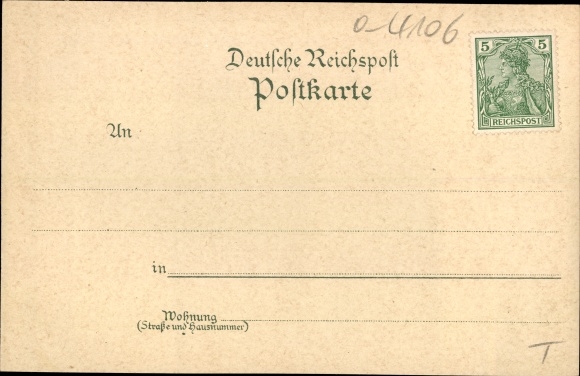 0-4106
5 5
REICHSPOST
Deutſche Reichspoſt
Poſtkarte
An
in
Wohnung
(Straße und Hausnummer)
T